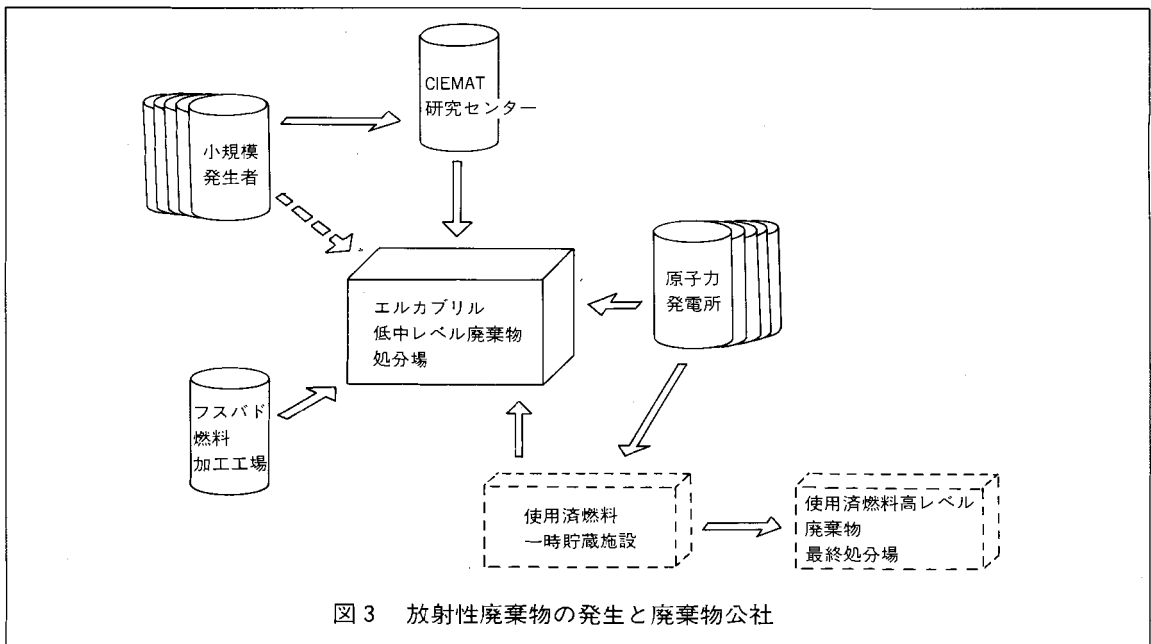 CIEMAT
研究センター
小規模
発生者
原子力
発電所
エルカブリル
低中レベル廃棄物
処分場
フスバド
燃料
加工工場
使用済燃料
一時貯蔵施設
使用済燃料高レベル
廃棄物
最終処分場
図3 放射性廃棄物の発生と廃棄物公社